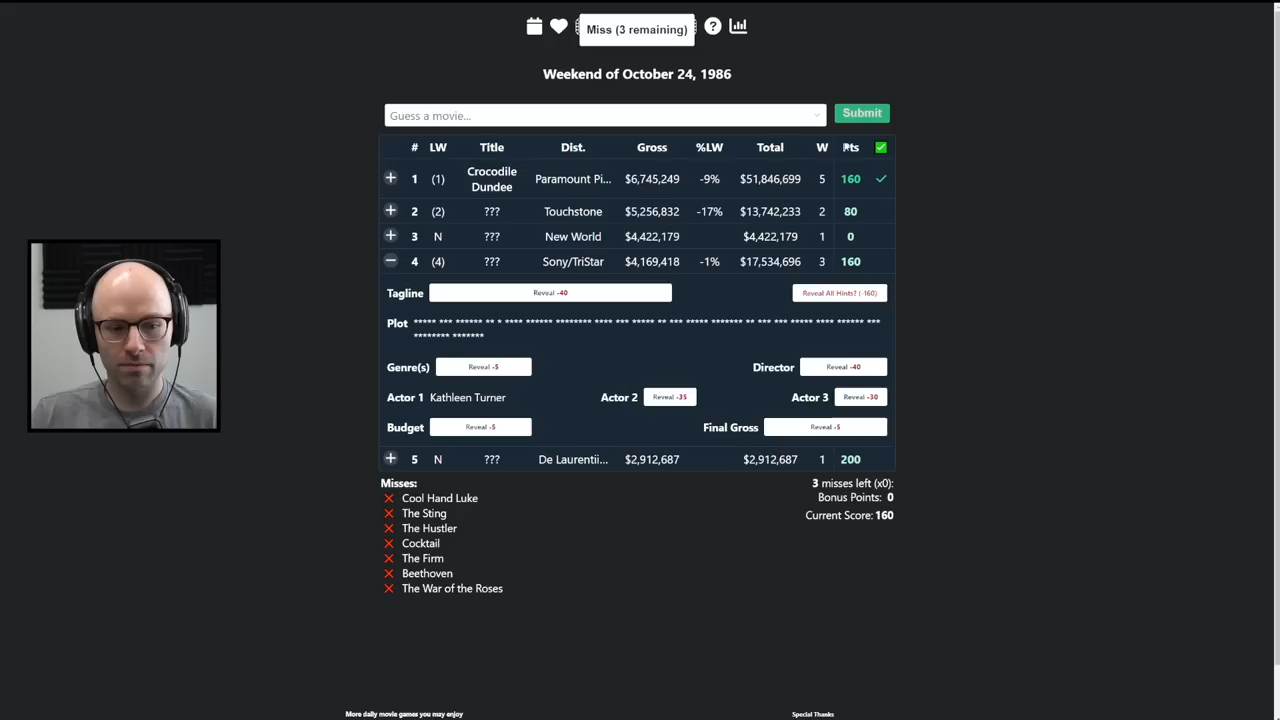 Miss (3 remaining)
Weekend of October 24, 1986
Guess a movie...
Submit
# LW Title Dist. Gross %LW Total W Pts
1 (1) Crocodile Dundee Paramount Pi... $6,745,249 -9% $51,846,699 5 160
2 (2) ??? Touchstone $5,256,832 -17% $13,742,233 2 80
3 N ??? New World $4,422,179 $4,422,179 1 0
4 (4) ??? Sony/TriStar $4,169,418 -1% $17,534,696 3 160
Tagline Reveal -40 Reveal All Hints? (-160)
Plot ***** *** ****** ** * **** ****** ******** **** *** ***** ** *** ***** ******* ** *** *** ***** **** ****** ***
******** *******
Genre(s) Reveal -5 Director Reveal -40
Actor 1 Kathleen Turner Actor 2 Reveal -35 Actor 3 Reveal -30
Budget Reveal -5 Final Gross Reveal -5
5 N ??? De Laurentii... $2,912,687 $2,912,687 1 200
Misses:
Cool Hand Luke
The Sting
The Hustler
Cocktail
The Firm
Beethoven
The War of the Roses
3 misses left (x0):
Bonus Points: 0
Current Score: 160
More daily movie games you may enjoy
Special Thanks